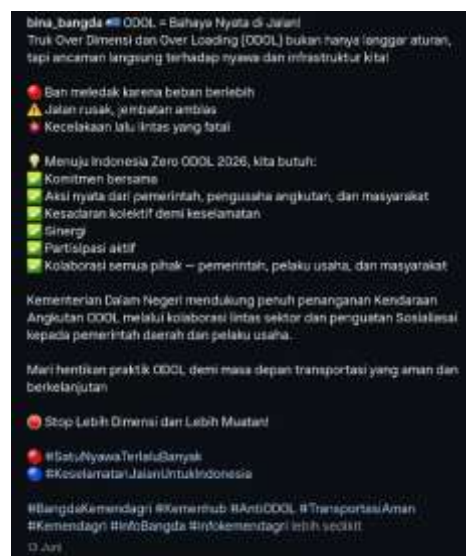 bina_bangda 🚛 ODOL = Bahaya Nyata di Jalan!
Truk Over Dimensi dan Over Loading (ODOL) bukan hanya langgar aturan,
tapi ancaman langsung terhadap nyawa dan infrastruktur kita!
🔴 Ban meledak karena beban berlebih
⚠️ Jalan rusak, jembatan amblas
💥 Kecelakaan lalu lintas yang fatal
💡 Menuju Indonesia Zero ODOL 2026, kita butuh:
✅ Komitmen bersama
✅ Aksi nyata dari pemerintah, pengusaha angkutan, dan masyarakat
✅ Kesadaran kolektif demi keselamatan
✅ Sinergi
✅ Partisipasi aktif
✅ Kolaborasi semua pihak — pemerintah, pelaku usaha, dan masyarakat
Kementerian Dalam Negeri mendukung penuh penanganan Kendaraan
Angkutan ODOL melalui kolaborasi lintas sektor dan penguatan Sosialisasi
kepada pemerintah daerah dan pelaku usaha.
Mari hentikan praktik ODOL demi masa depan transportasi yang aman dan
berkelanjutan
🛑 Stop Lebih Dimensi dan Lebih Muatan!
🔴 #SatuNyawaTerlaluBanyak
🔵 #KeselamatanJalanUntukIndonesia
#BangdaKemendagri #Kemenhub #AntiODOL #TransportasiAman
#Kemendagri #InfoBangda #infokemendagri lebih sedikit
13 Juni